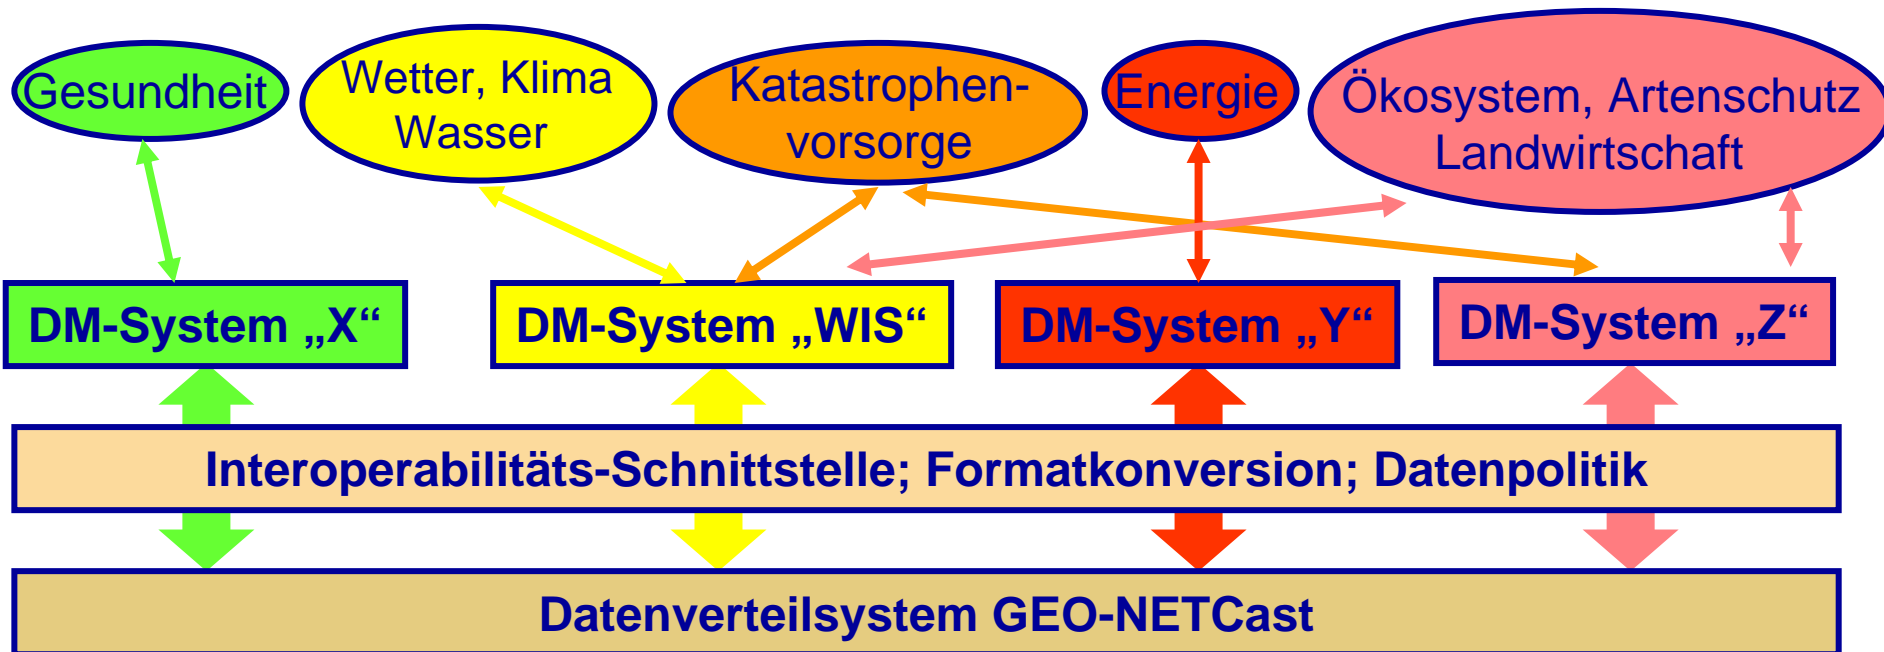 Gesundheit
Wetter, Klima
Wasser
Katastrophen-
vorsorge
Energie
Ökosystem, Artenschutz
Landwirtschaft
DM-System „X“
DM-System „WIS“
DM-System „Y“
DM-System „Z“
Interoperabilitäts-Schnittstelle; Formatkonversion; Datenpolitik
Datenverteilsystem GEO-NETCast